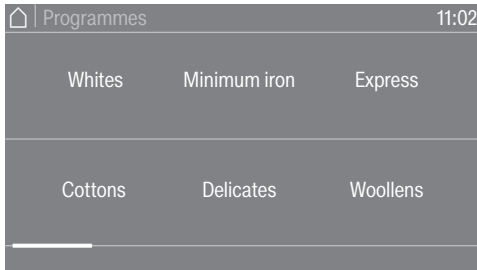 Programmes 11:02
Whites Minimum iron Express
Cottons Delicates Woollens